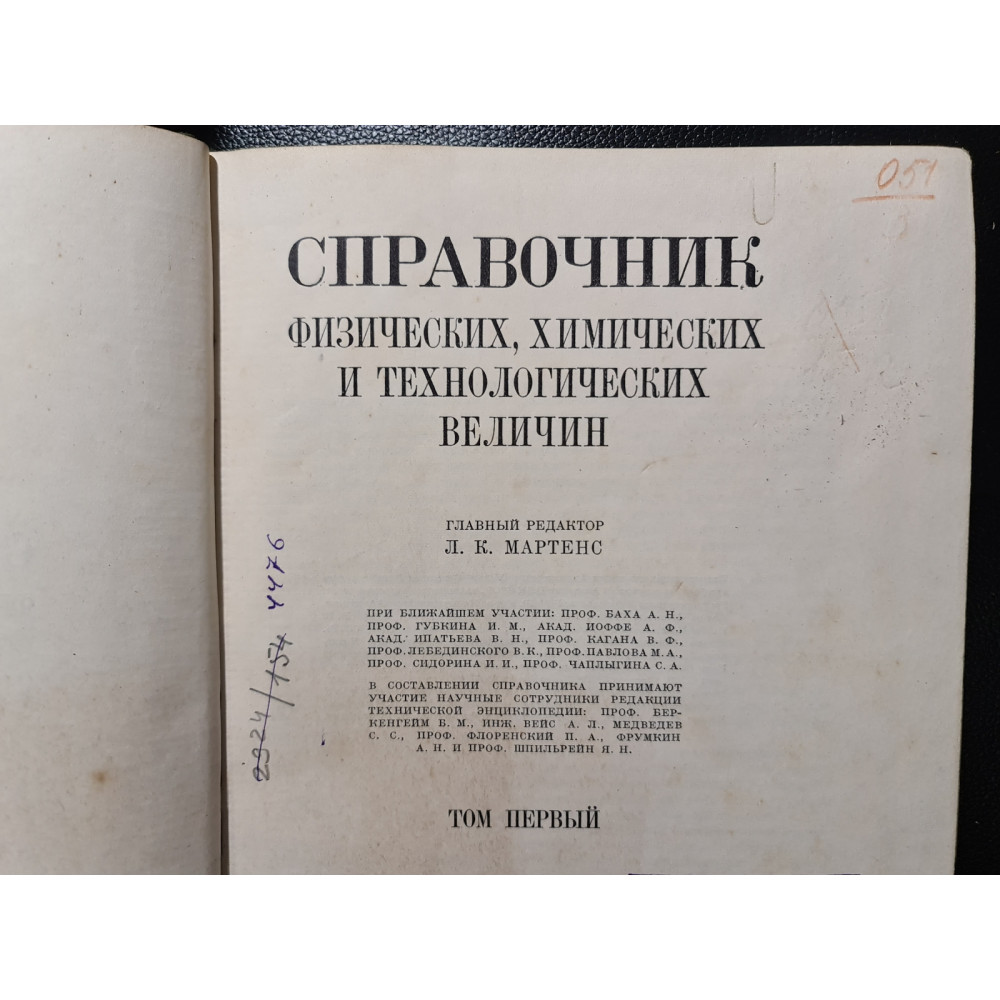 051
СПРАВОЧНИК
ФИЗИЧЕСКИХ, ХИМИЧЕСКИХ
И ТЕХНОЛОГИЧЕСКИХ
ВЕЛИЧИН
ГЛАВНЫЙ РЕДАКТОР
Л. К. МАРТЕНС
ПРИ БЛИЖАЙШЕМ УЧАСТИИ: ПРОФ. БАХА А. Н.,
ПРОФ. ГУБКИНА И. М., АКАД. ИОФФЕ А. Ф.,
АКАД. ИПАТЬЕВА В. Н., ПРОФ. КАГАНА В. Ф.,
ПРОФ. ЛЕБЕДИНСКОГО В. К., ПРОФ. ПАВЛОВА М. А.,
ПРОФ. СИДОРИНА И. И., ПРОФ. ЧАПЛЫГИНА С. А.
В СОСТАВЛЕНИИ СПРАВОЧНИКА ПРИНИМАЮТ
УЧАСТИЕ НАУЧНЫЕ СОТРУДНИКИ РЕДАКЦИИ
ТЕХНИЧЕСКОЙ ЭНЦИКЛОПЕДИИ: ПРОФ. БЕР-
КЕНГЕЙМ Б. М., ИНЖ. ВЕЙС А. Л., МЕДВЕДЕВ
С. С., ПРОФ. ФЛОРЕНСКИЙ П. А., ФРУМКИН
А. Н. И ПРОФ. ШПИЛЬРЕЙН Я. Н.
ТОМ ПЕРВЫЙ
2324/154 4476